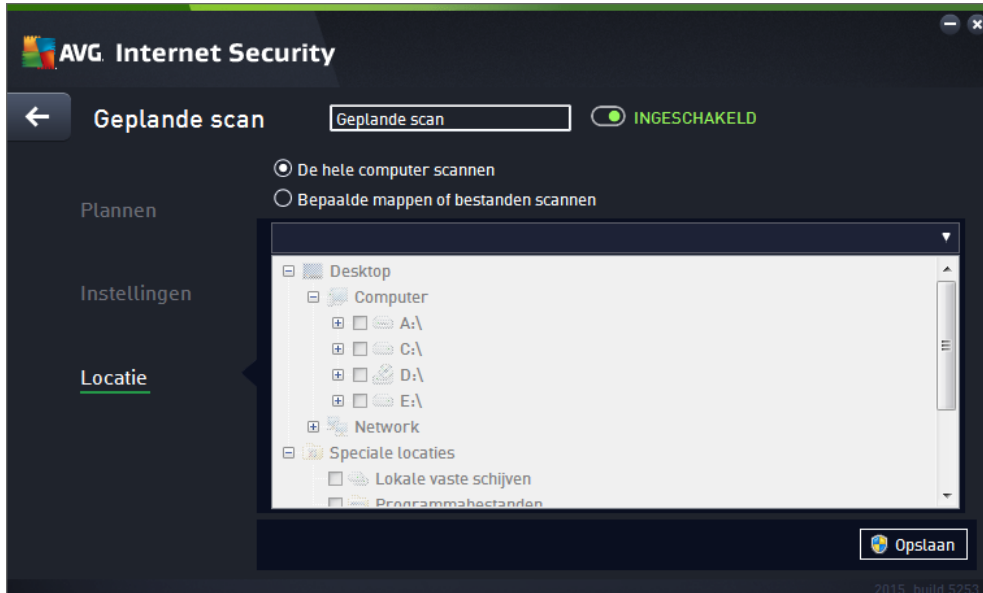 AVG. Internet Security
Geplande scan
Geplande scan
INGESCHAKELD
De hele computer scannen
Bepaalde mappen of bestanden scannen
Plannen
Instellingen
Locatie
Desktop
Computer
A:\
C:\
D:\
E:\
Network
Speciale locaties
Lokale vaste schijven
Programmabestanden
Opslaan
2015, build 5253